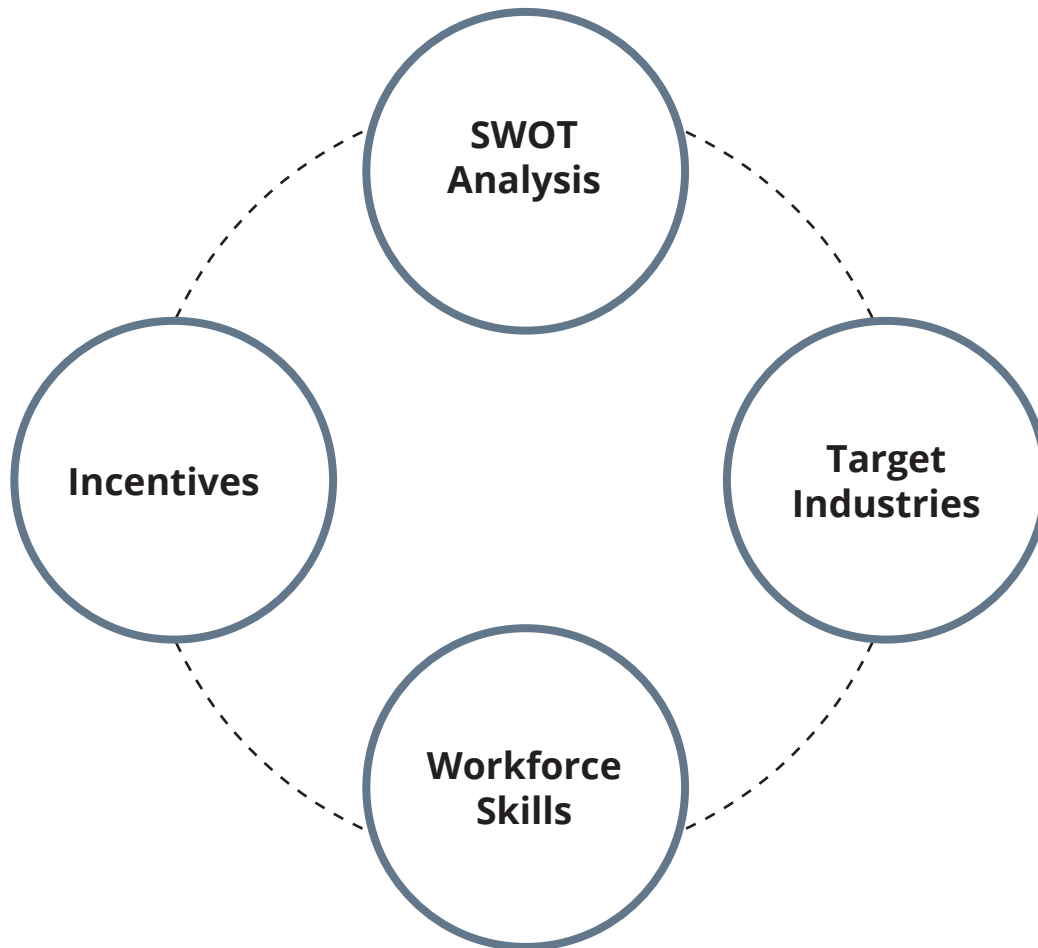 SWOT
Analysis
Incentives
Target
Industries
Workforce
Skills